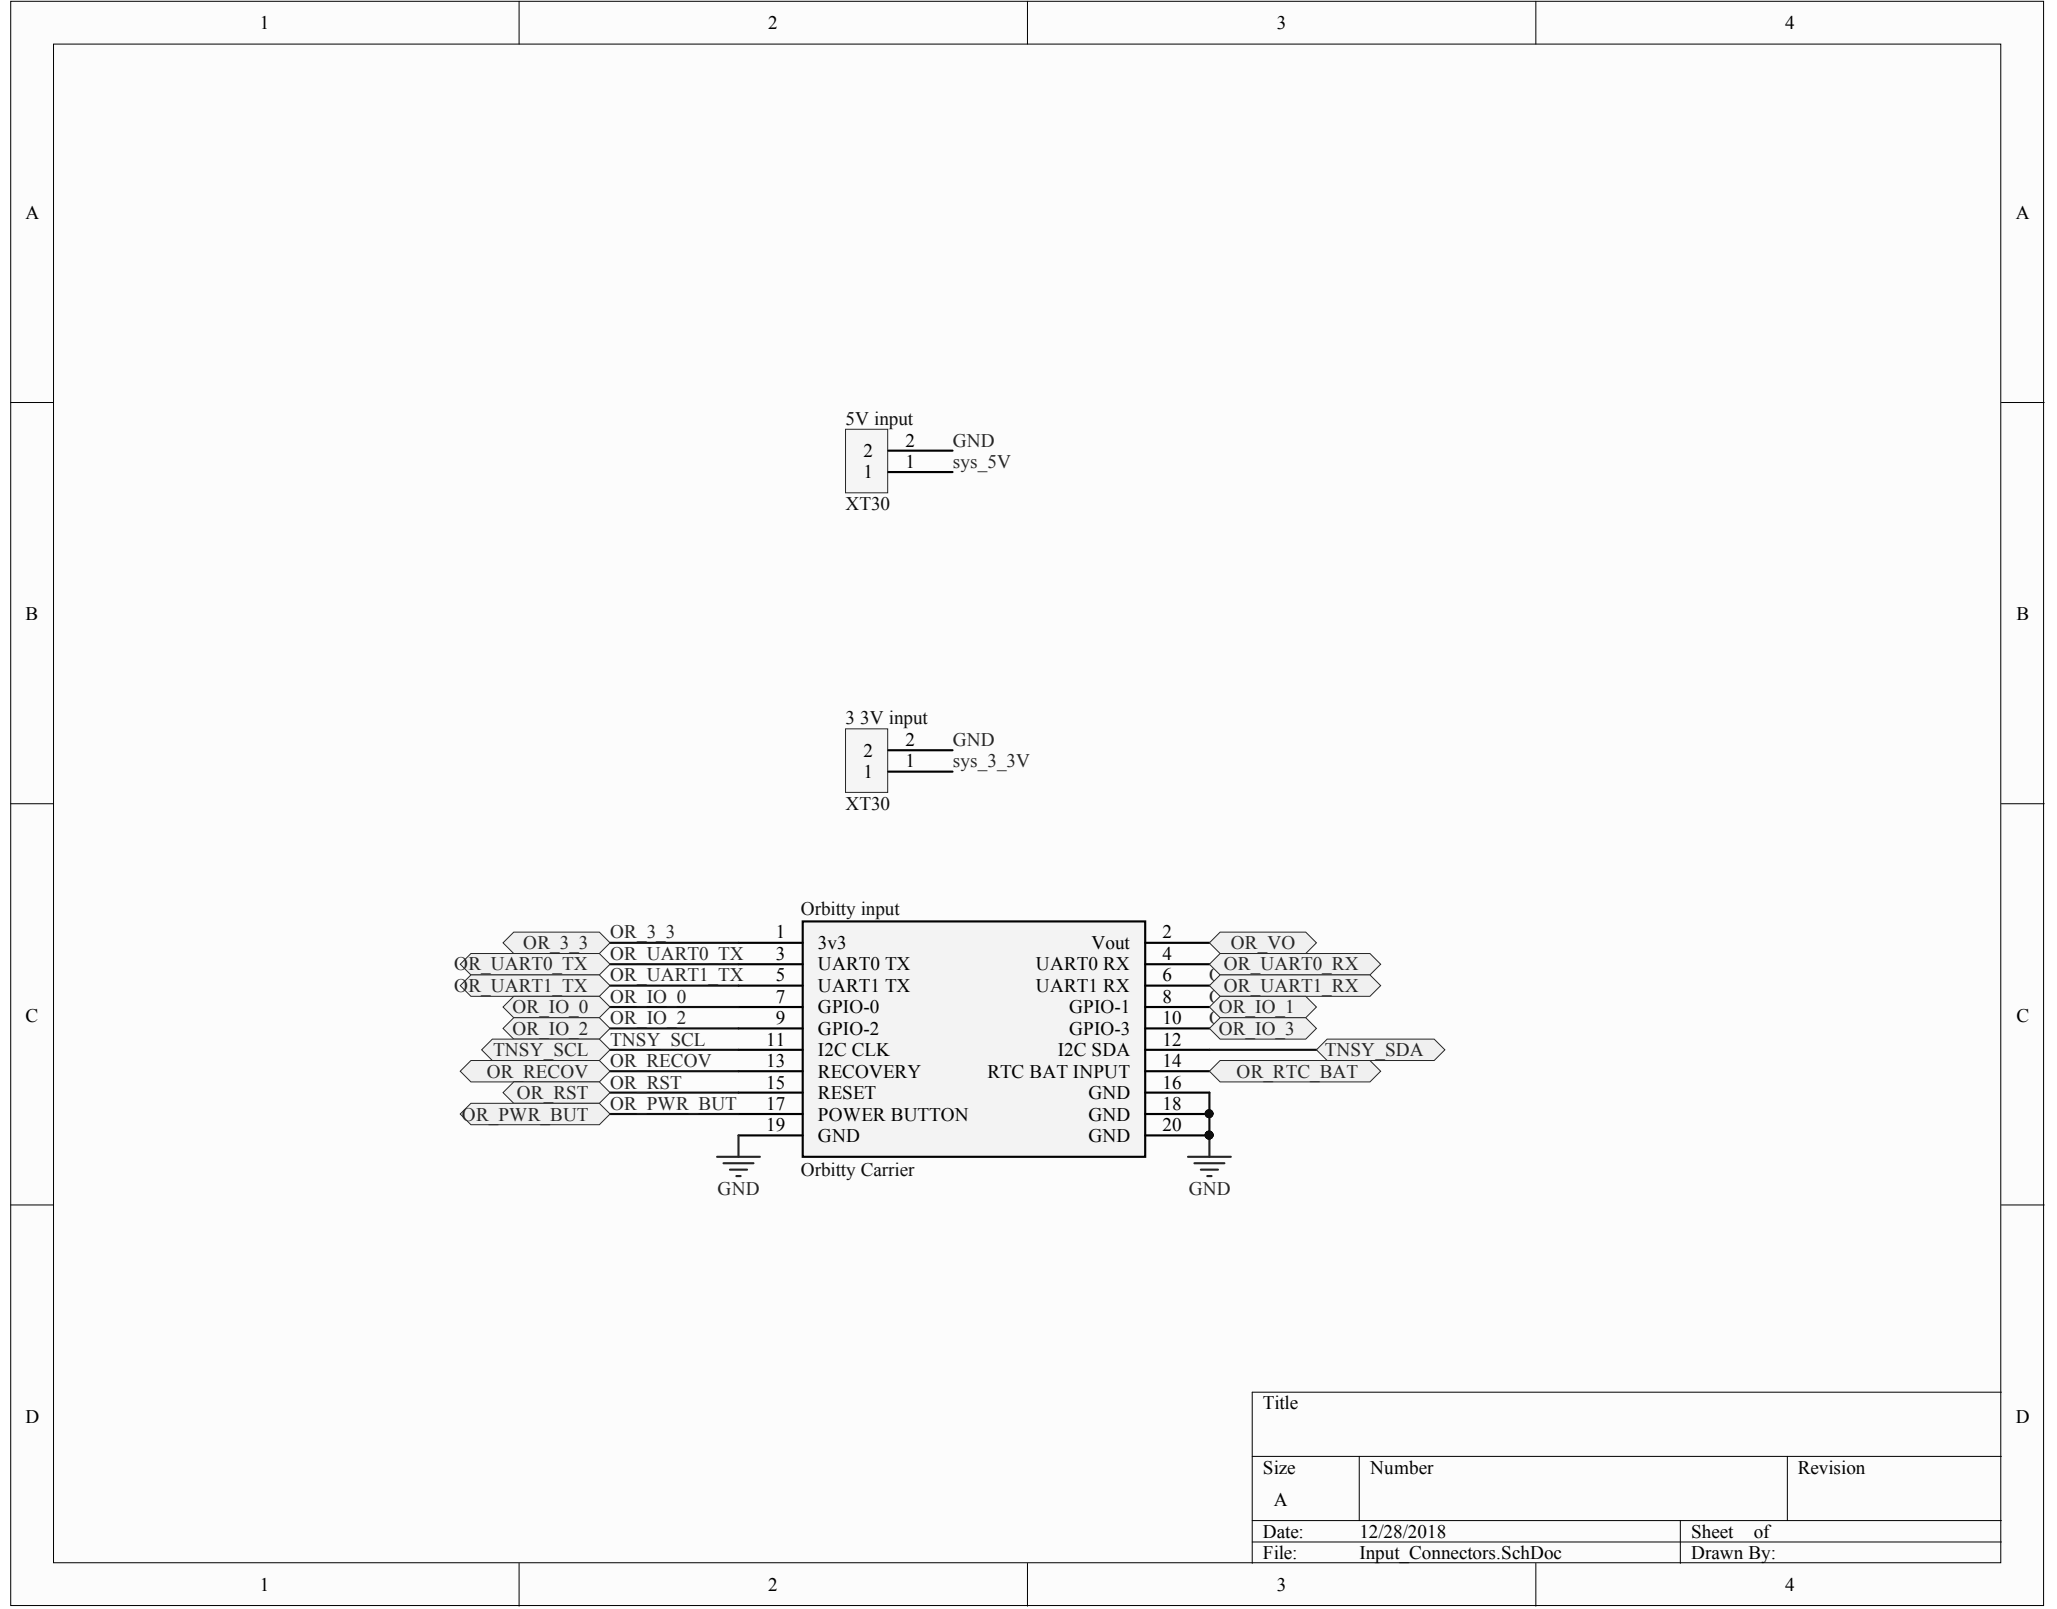 1 2 3 4
A A
5V input
2 2 GND
1 1 sys_5V
XT30
B B
3 3V input
2 2 GND
1 1 sys_3_3V
XT30
Orbitty input
OR_3_3 OR_3_3 1 3v3 Vout 2 OR_VO
OR_UART0_TX OR_UART0_TX 3 UART0 TX UART0 RX 4 OR_UART0_RX
OR_UART1_TX OR_UART1_TX 5 UART1 TX UART1 RX 6 OR_UART1_RX
OR_IO_0 OR_IO_0 7 GPIO-0 GPIO-1 8 OR_IO_1
C C
OR_IO_2 OR_IO_2 9 GPIO-2 GPIO-3 10 OR_IO_3
TNSY_SCL TNSY_SCL 11 I2C CLK I2C SDA 12 TNSY_SDA
OR_RECOV OR_RECOV 13 RECOVERY RTC BAT INPUT 14 OR_RTC_BAT
OR_RST OR_RST 15 RESET GND 16
OR_PWR_BUT OR_PWR_BUT 17 POWER BUTTON GND 18
19 GND GND 20
Orbitty Carrier
GND GND
Title
D D
Size Number Revision
A
Date: 12/28/2018 Sheet of
File: Input_Connectors.SchDoc Drawn By:
1 2 3 4